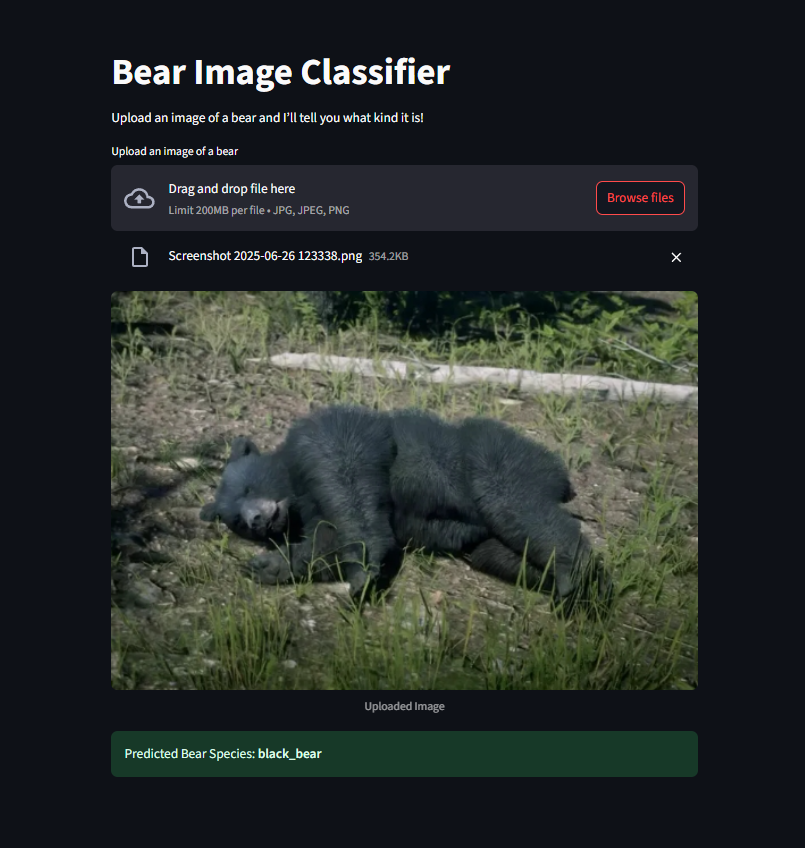 Bear Image Classifier
Upload an image of a bear and I'll tell you what kind it is!
Upload an image of a bear
Drag and drop file here
Limit 200MB per file • JPG, JPEG, PNG
Browse files
Screenshot 2025-06-26 123338.png 354.2KB
Uploaded Image
Predicted Bear Species: black_bear